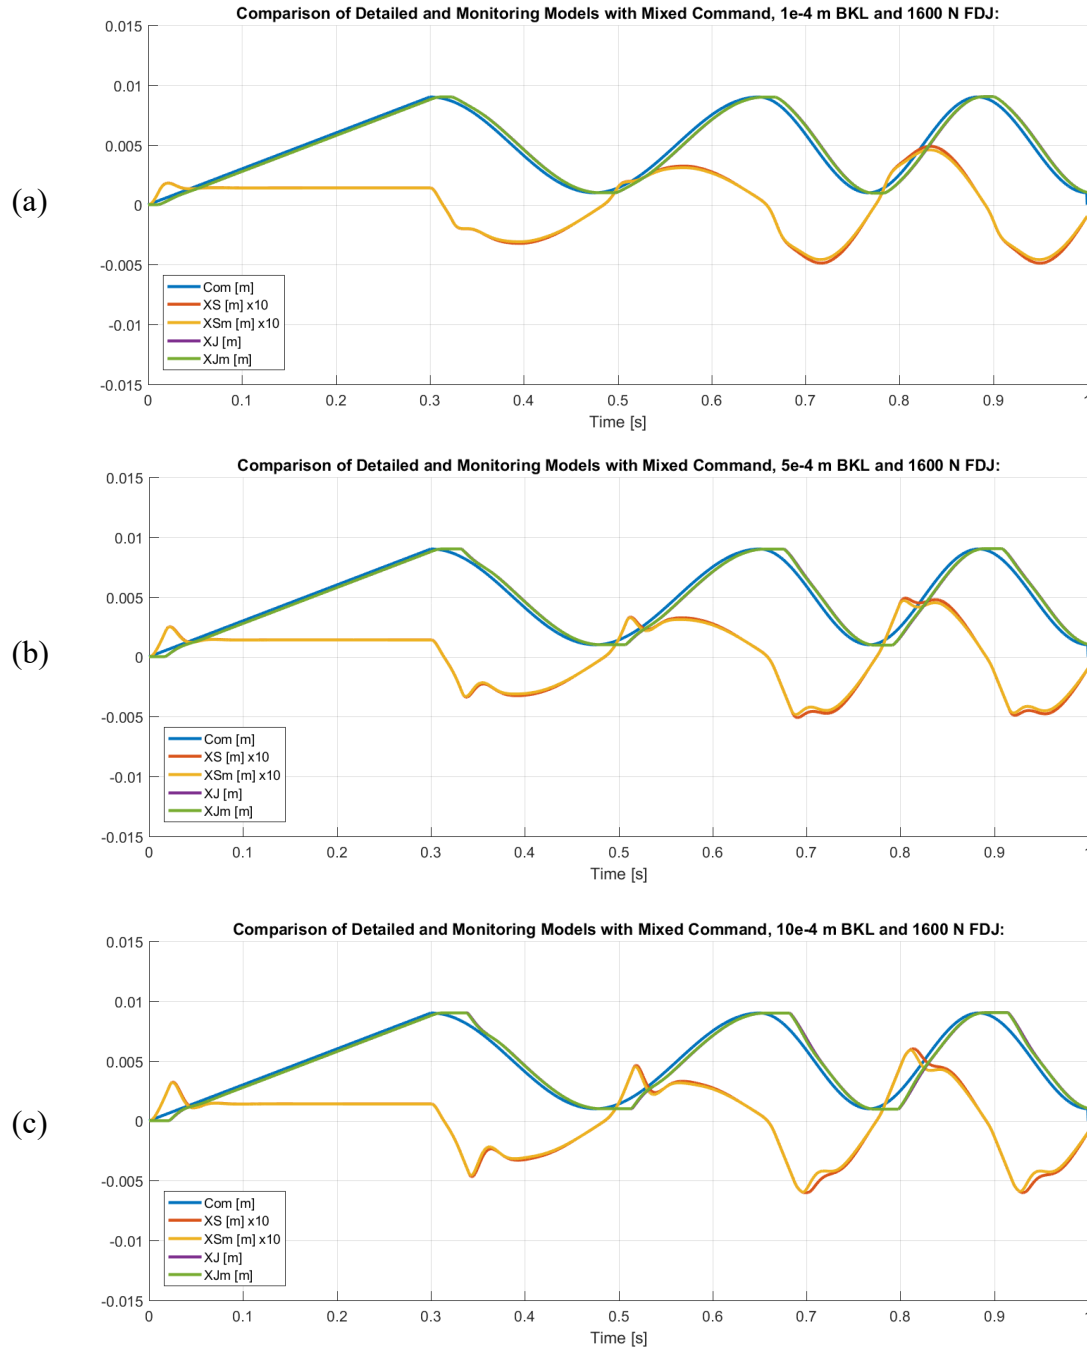 Comparison of Detailed and Monitoring Models with Mixed Command, 1e-4 m BKL and 1600 N FDJ:
0.015
0.01
0.005
(a)
0
-0.005
-0.01
-0.015
Com [m]
XS [m] x10
XSm [m] x10
XJ [m]
XJm [m]
0 0.1 0.2 0.3 0.4 0.5 0.6 0.7 0.8 0.9 1
Time [s]
Comparison of Detailed and Monitoring Models with Mixed Command, 5e-4 m BKL and 1600 N FDJ:
0.015
0.01
0.005
(b)
0
-0.005
-0.01
-0.015
Com [m]
XS [m] x10
XSm [m] x10
XJ [m]
XJm [m]
0 0.1 0.2 0.3 0.4 0.5 0.6 0.7 0.8 0.9 1
Time [s]
Comparison of Detailed and Monitoring Models with Mixed Command, 10e-4 m BKL and 1600 N FDJ:
0.015
0.01
0.005
(c)
0
-0.005
-0.01
-0.015
Com [m]
XS [m] x10
XSm [m] x10
XJ [m]
XJm [m]
0 0.1 0.2 0.3 0.4 0.5 0.6 0.7 0.8 0.9 1
Time [s]